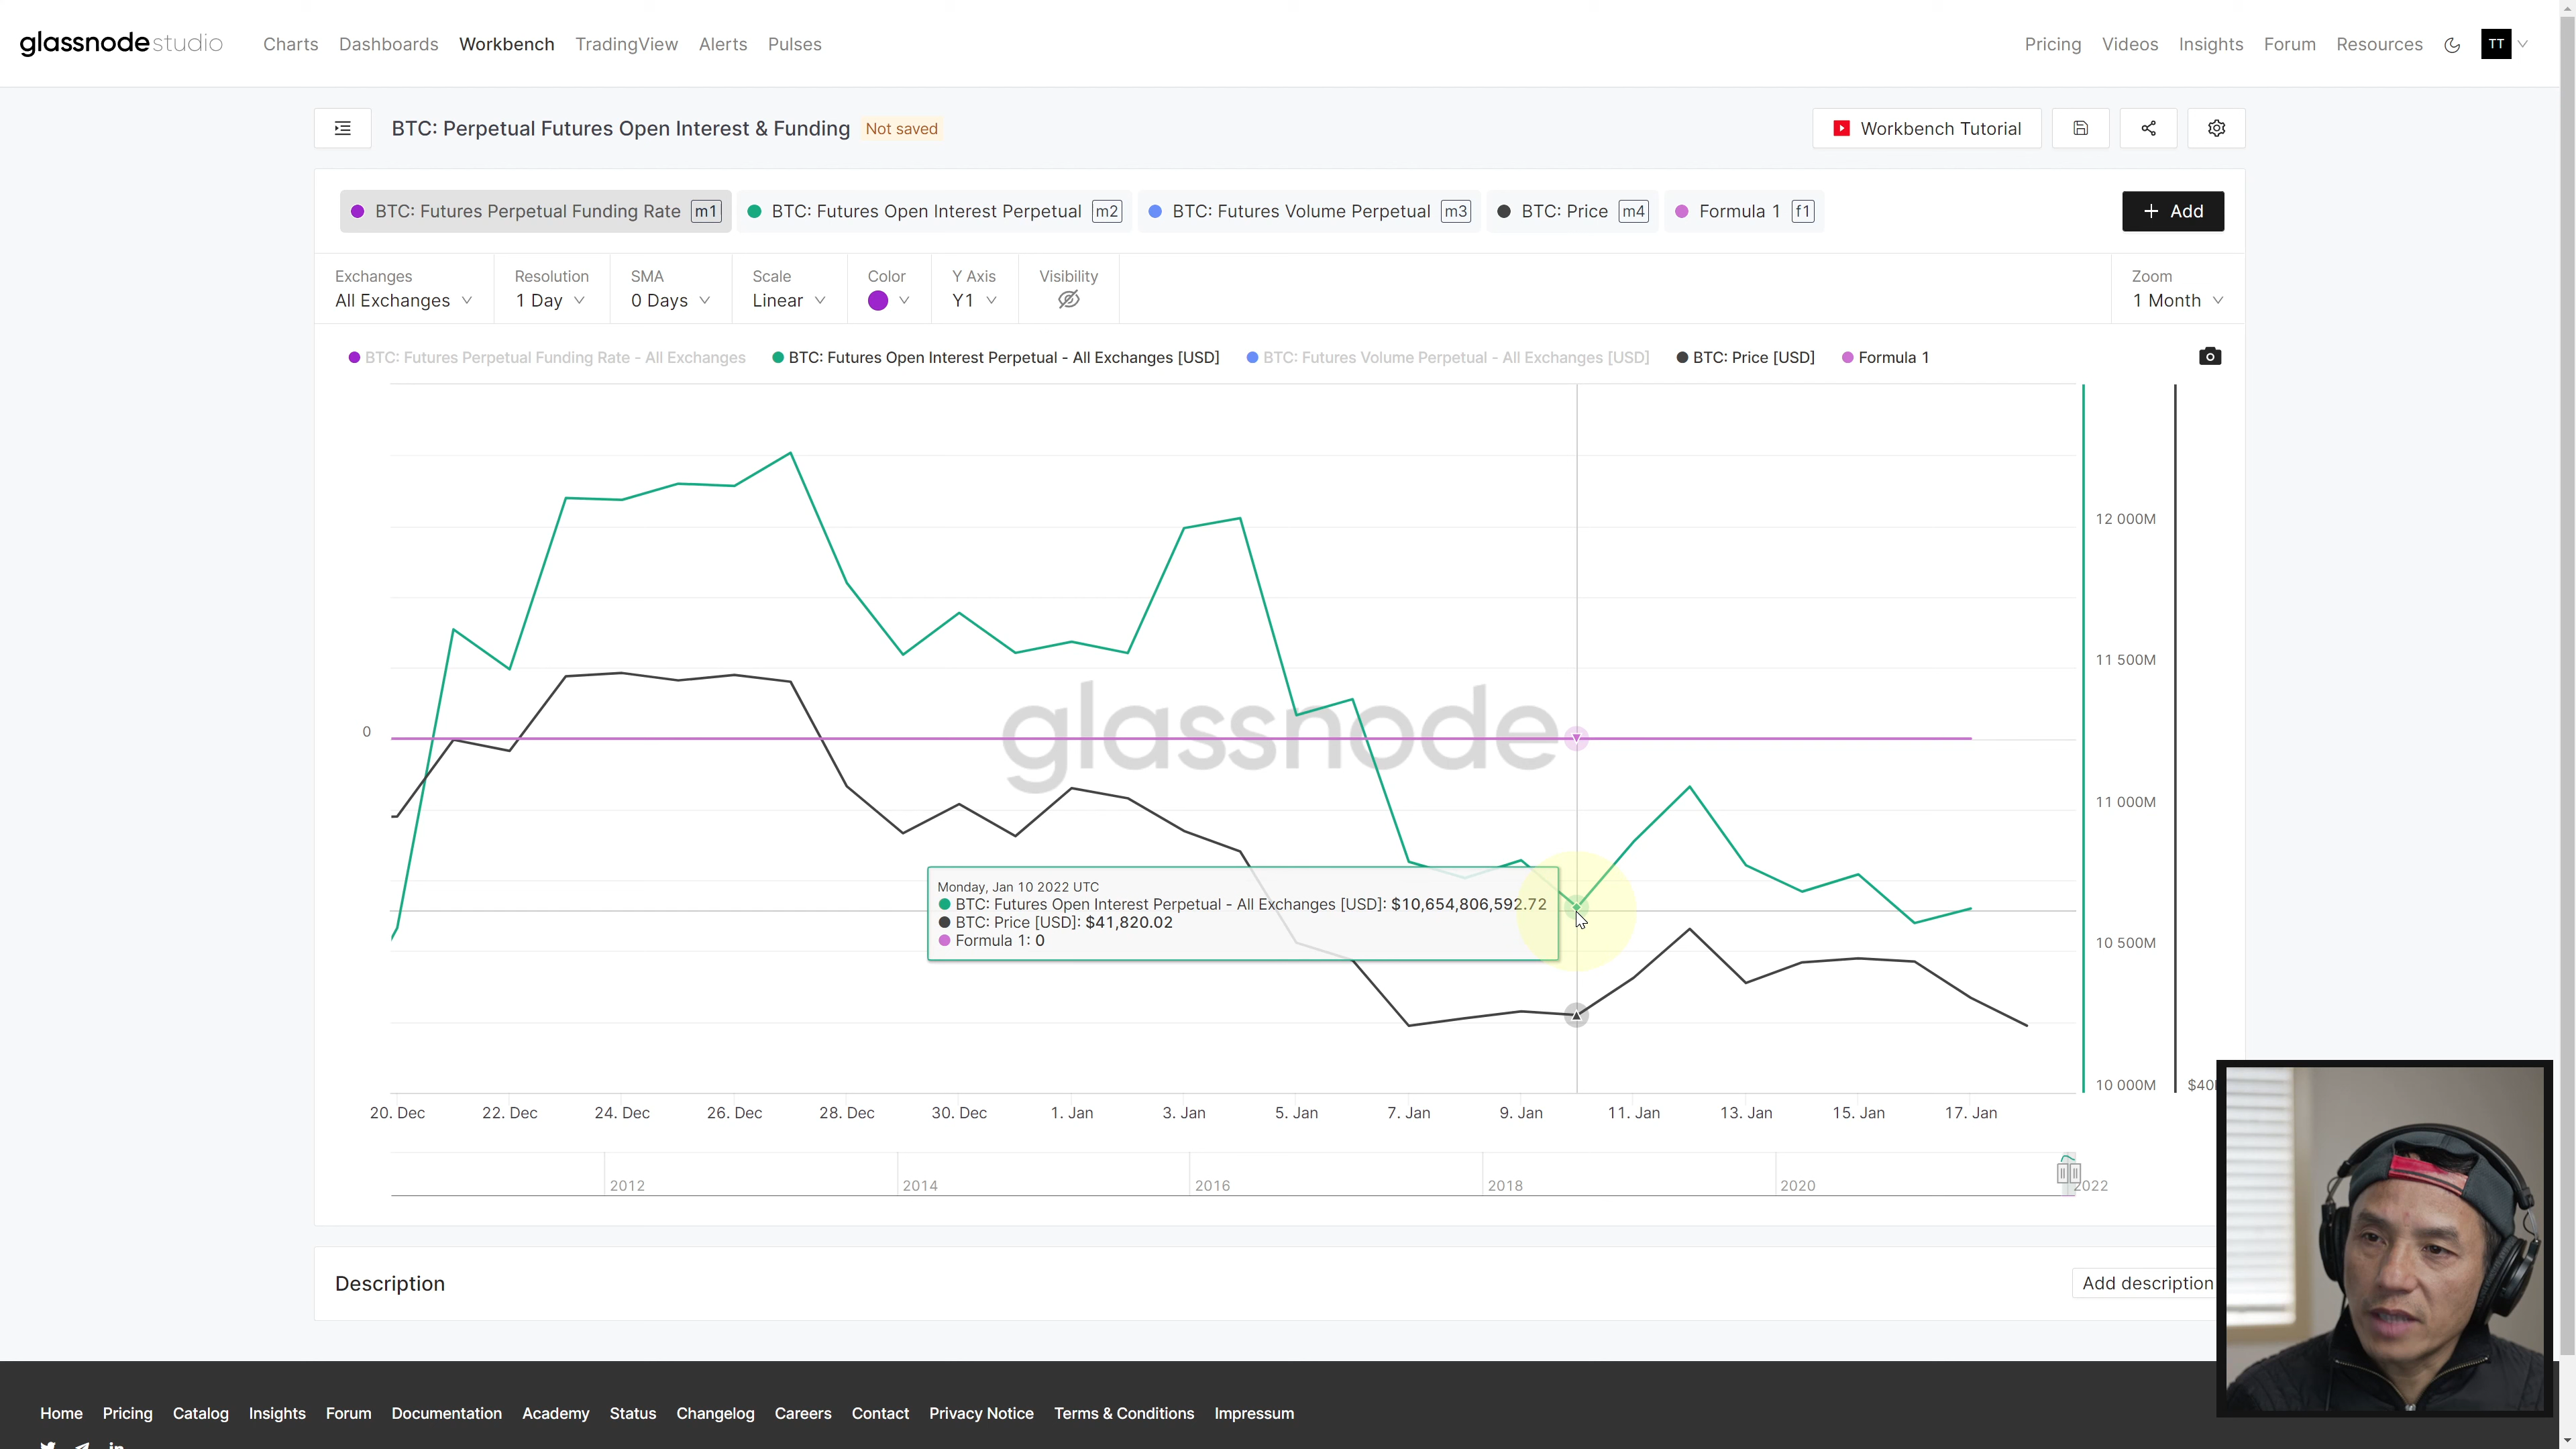 glassnode studio
Charts Dashboards Workbench TradingView Alerts Pulses
Pricing Videos Insights Forum Resources TT
BTC: Perpetual Futures Open Interest & Funding Not saved
Workbench Tutorial
BTC: Futures Perpetual Funding Rate m1 BTC: Futures Open Interest Perpetual m2 BTC: Futures Volume Perpetual m3 BTC: Price m4 Formula 1 f1
+ Add
Exchanges Resolution SMA Scale Color Y Axis Visibility Zoom
All Exchanges 1 Day 0 Days Linear Y1 1 Month
BTC: Futures Perpetual Funding Rate - All Exchanges BTC: Futures Open Interest Perpetual - All Exchanges [USD] BTC: Futures Volume Perpetual - All Exchanges [USD] BTC: Price [USD] Formula 1
12 000M
11 500M
glassnode
0
11 000M
Monday, Jan 10 2022 UTC
BTC: Futures Open Interest Perpetual - All Exchanges [USD]: $10,654,806,592.72
BTC: Price [USD]: $41,820.02
Formula 1: 0
10 500M
10 000M
20. Dec 22. Dec 24. Dec 26. Dec 28. Dec 30. Dec 1. Jan 3. Jan 5. Jan 7. Jan 9. Jan 11. Jan 13. Jan 15. Jan 17. Jan
2012 2014 2016 2018 2020 2022
Description
Add description
Home Pricing Catalog Insights Forum Documentation Academy Status Changelog Careers Contact Privacy Notice Terms & Conditions Impressum